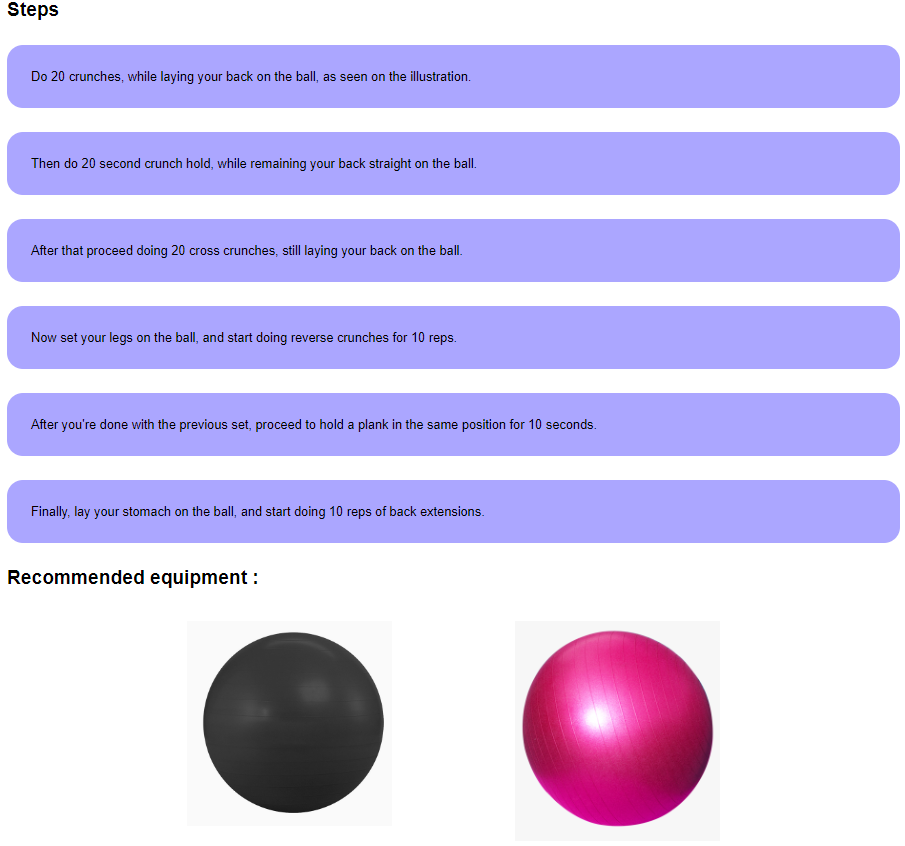 Steps
Do 20 crunches, while laying your back on the ball, as seen on the illustration.
Then do 20 second crunch hold, while remaining your back straight on the ball.
After that proceed doing 20 cross crunches, still laying your back on the ball.
Now set your legs on the ball, and start doing reverse crunches for 10 reps.
After you're done with the previous set, proceed to hold a plank in the same position for 10 seconds.
Finally, lay your stomach on the ball, and start doing 10 reps of back extensions.
Recommended equipment :